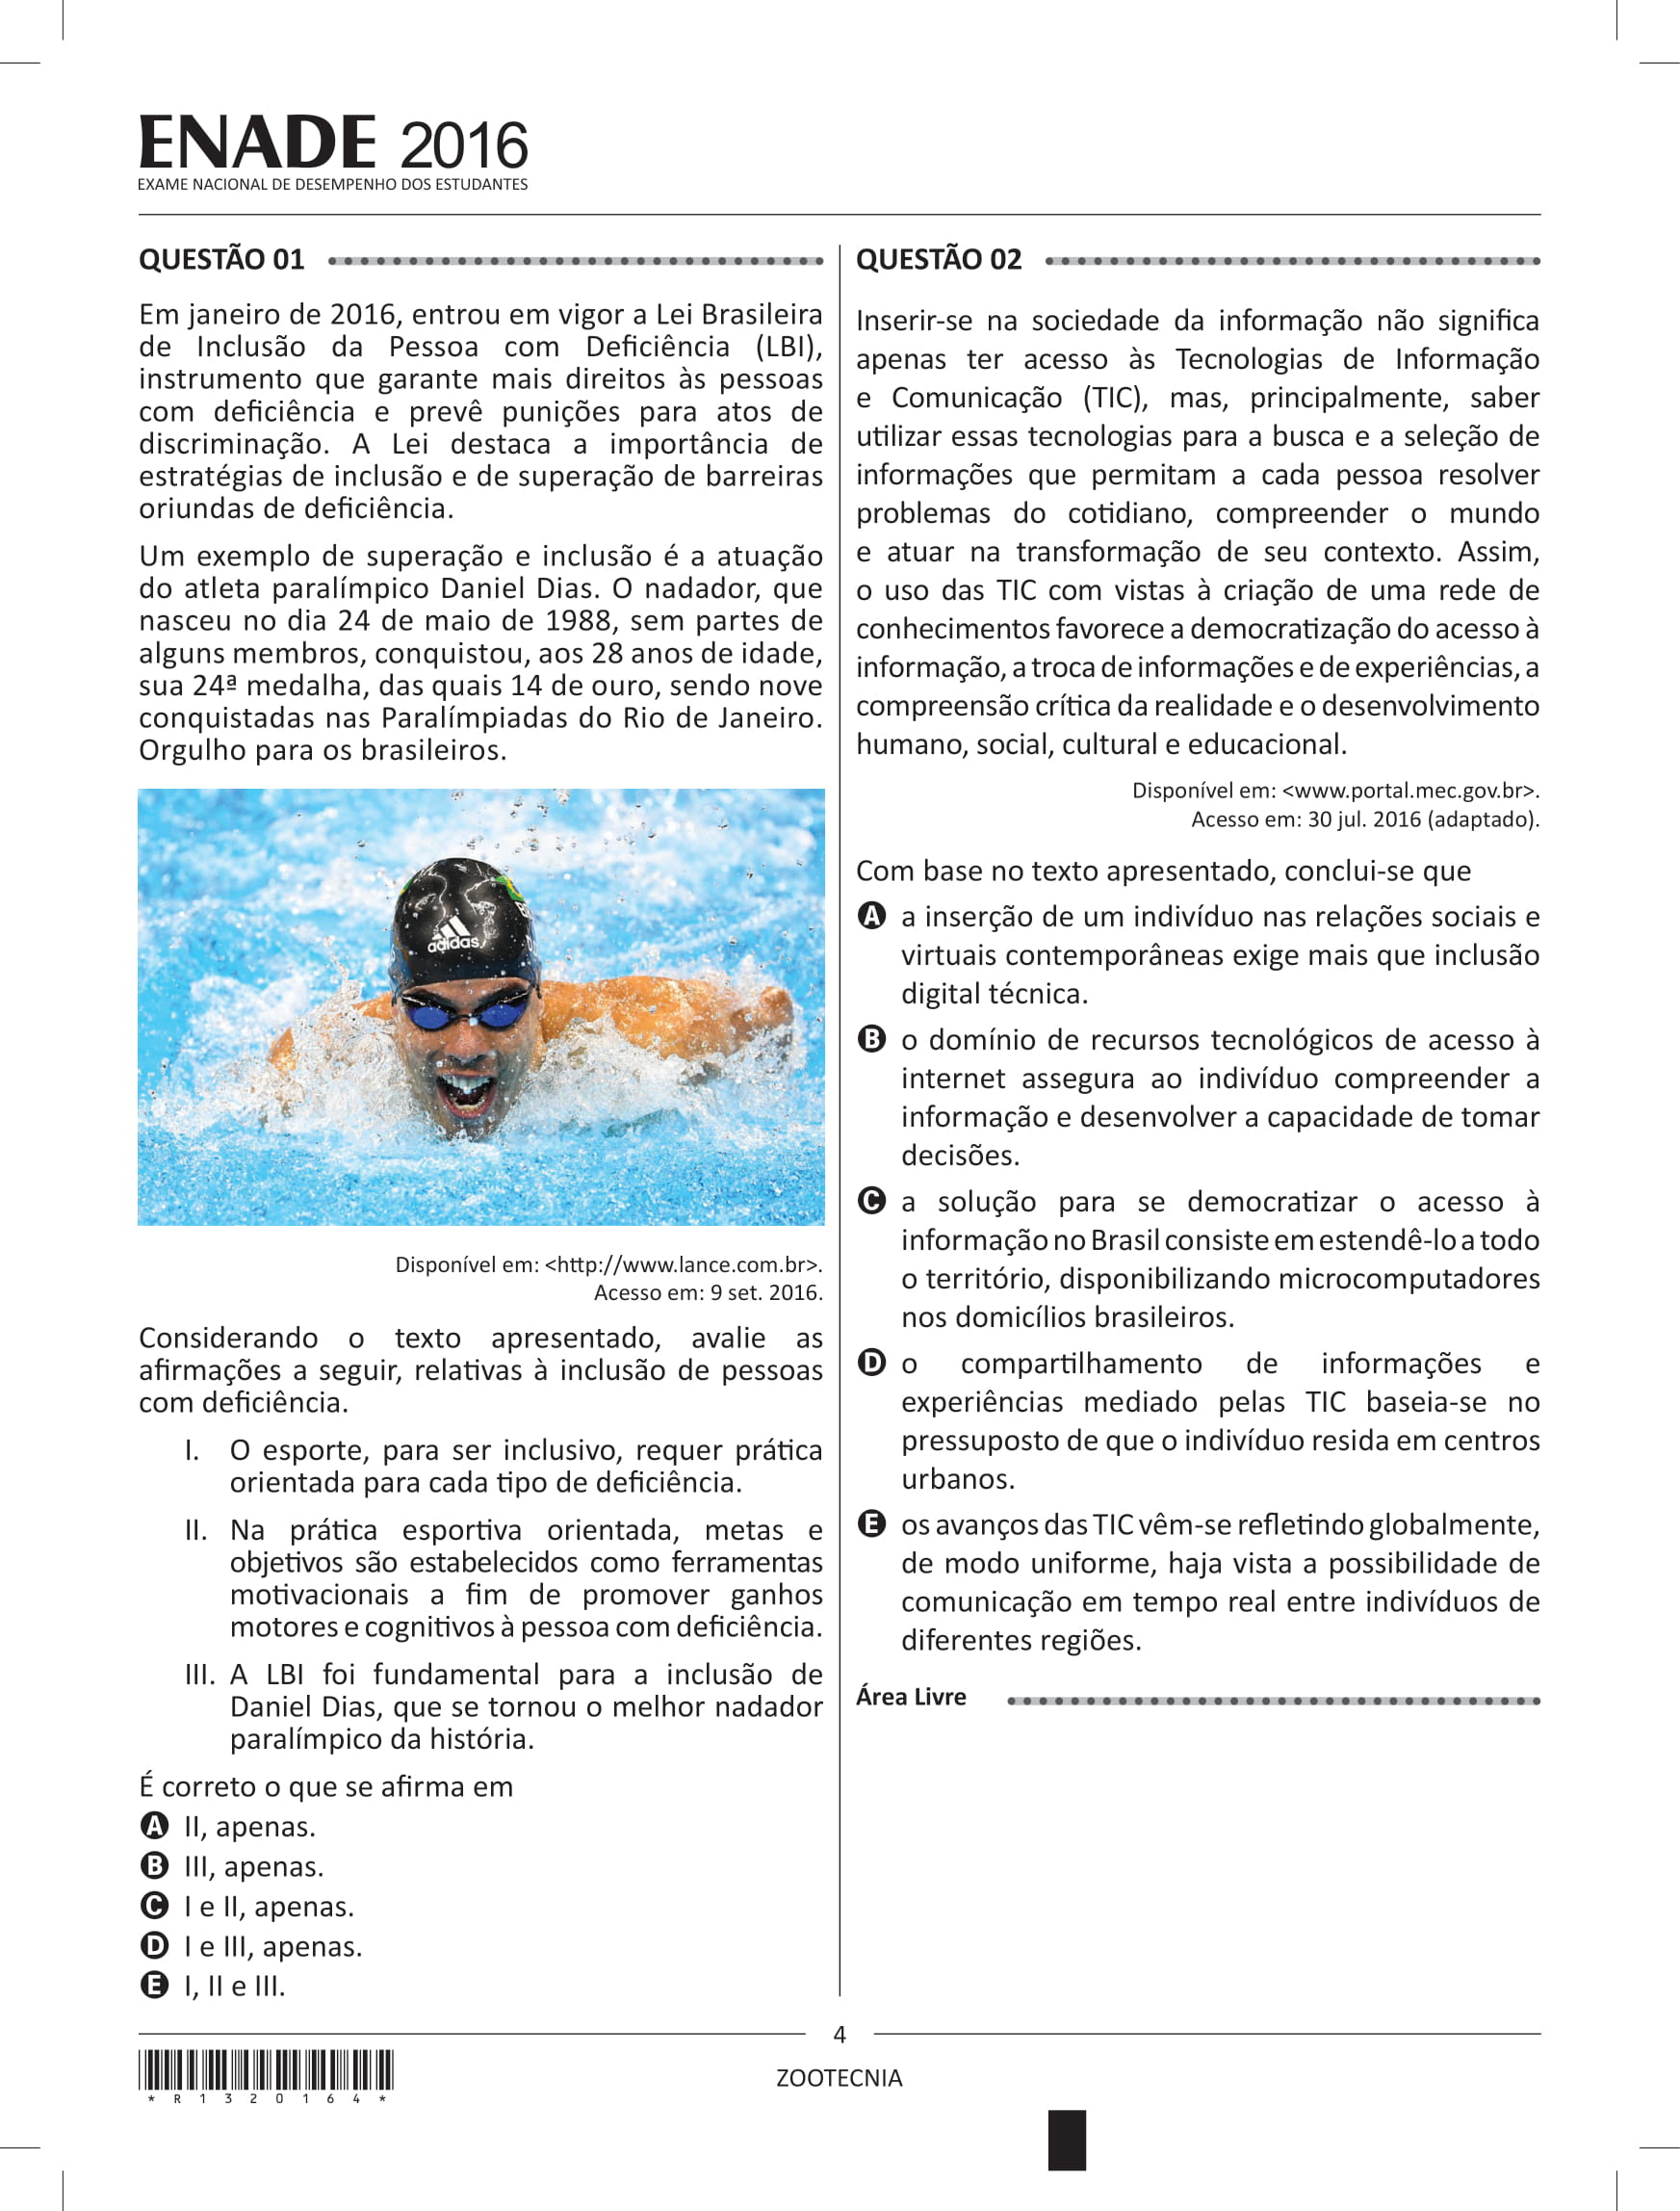 ENADE 2016
EXAME NACIONAL DE DESEMPENHO DOS ESTUDANTES
QUESTÃO 01
Em janeiro de 2016, entrou em vigor a Lei Brasileira
de Inclusão da Pessoa com Deficiência (LBI),
instrumento que garante mais direitos às pessoas
com deficiência e prevê punições para atos de
discriminação. A Lei destaca a importância de
estratégias de inclusão e de superação de barreiras
oriundas de deficiência.
Um exemplo de superação e inclusão é a atuação
do atleta paralímpico Daniel Dias. O nadador, que
nasceu no dia 24 de maio de 1988, sem partes de
alguns membros, conquistou, aos 28 anos de idade,
sua 24ª medalha, das quais 14 de ouro, sendo nove
conquistadas nas Paralímpiadas do Rio de Janeiro.
Orgulho para os brasileiros.
adidas
Disponível em: <http://www.lance.com.br>.
Acesso em: 9 set. 2016.
Considerando o texto apresentado, avalie as
afirmações a seguir, relativas à inclusão de pessoas
com deficiência.
I. O esporte, para ser inclusivo, requer prática
orientada para cada tipo de deficiência.
II. Na prática esportiva orientada, metas e
objetivos são estabelecidos como ferramentas
motivacionais a fim de promover ganhos
motores e cognitivos à pessoa com deficiência.
III. A LBI foi fundamental para a inclusão de
Daniel Dias, que se tornou o melhor nadador
paralímpico da história.
É correto o que se afirma em
A II, apenas.
B III, apenas.
C I e II, apenas.
D I e III, apenas.
E I, II e III.
QUESTÃO 02
Inserir-se na sociedade da informação não significa
apenas ter acesso às Tecnologias de Informação
e Comunicação (TIC), mas, principalmente, saber
utilizar essas tecnologias para a busca e a seleção de
informações que permitam a cada pessoa resolver
problemas do cotidiano, compreender o mundo
e atuar na transformação de seu contexto. Assim,
o uso das TIC com vistas à criação de uma rede de
conhecimentos favorece a democratização do acesso à
informação, a troca de informações e de experiências, a
compreensão crítica da realidade e o desenvolvimento
humano, social, cultural e educacional.
Disponível em: <www.portal.mec.gov.br>.
Acesso em: 30 jul. 2016 (adaptado).
Com base no texto apresentado, conclui-se que
A a inserção de um indivíduo nas relações sociais e
virtuais contemporâneas exige mais que inclusão
digital técnica.
B o domínio de recursos tecnológicos de acesso à
internet assegura ao indivíduo compreender a
informação e desenvolver a capacidade de tomar
decisões.
C a solução para se democratizar o acesso à
informação no Brasil consiste em estendê-lo a todo
o território, disponibilizando microcomputadores
nos domicílios brasileiros.
D o compartilhamento de informações e
experiências mediado pelas TIC baseia-se no
pressuposto de que o indivíduo resida em centros
urbanos.
E os avanços das TIC vêm-se refletindo globalmente,
de modo uniforme, haja vista a possibilidade de
comunicação em tempo real entre indivíduos de
diferentes regiões.
Área Livre
4
ZOOTECNIA
* R 1 3 2 0 1 6 4 *